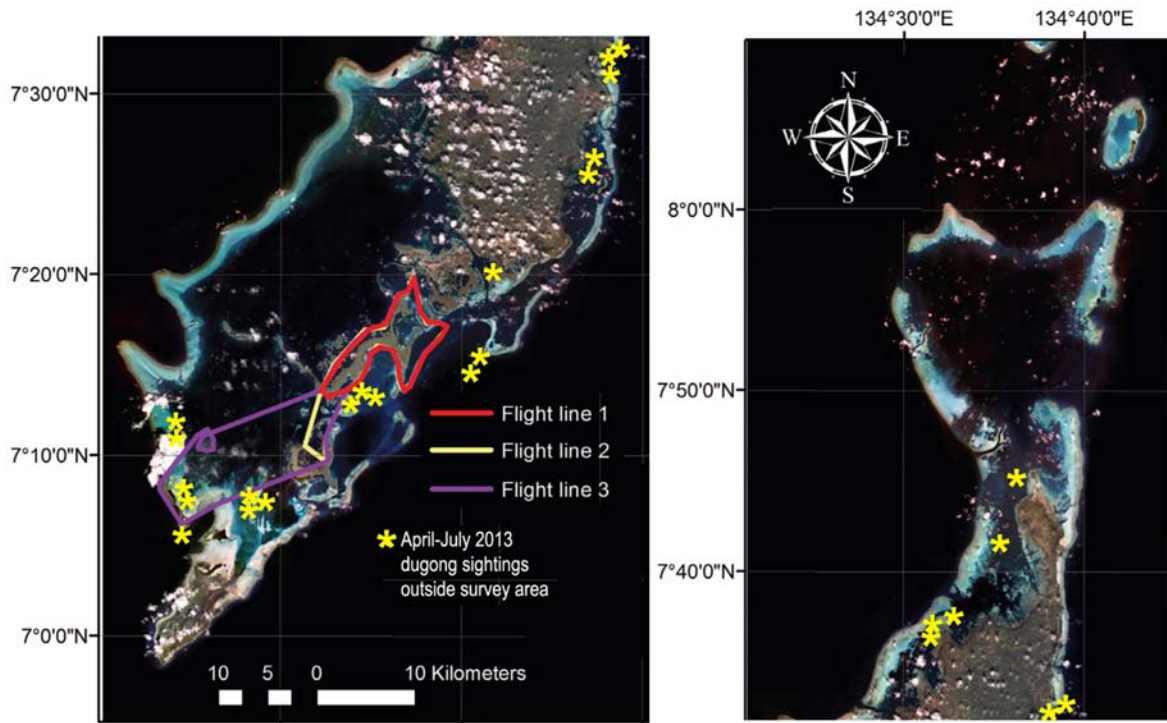 134°30'0"E
134°40'0"E
7°30'0"N
7°20'0"N
7°10'0"N
7°0'0"N
Flight line 1
Flight line 2
Flight line 3
April-July 2013
dugong sightings
outside survey area
10 5 0 10 Kilometers
N
W E
S
8°0'0"N
7°50'0"N
7°40'0"N